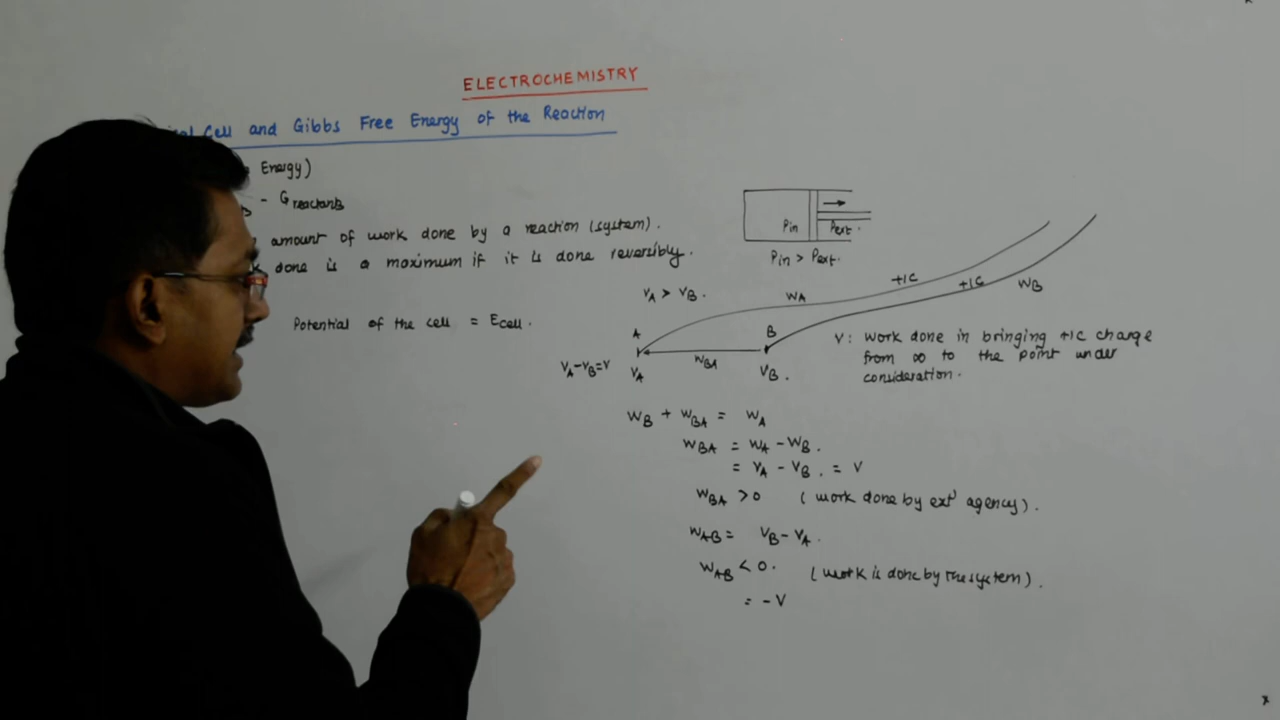 ELECTROCHEMISTRY
Cell and Gibbs Free Energy of the Reaction
Energy)
- Greactants
amount of work done by a reaction (system).
done is a maximum if it is done reversibly.
Potential of the cell = Ecell.
Pin Pext.
Pin > Pext.
VA > VB.
WA
+1C
+1C
WB
A
B
WBA
VA-VB=V
VA
VB.
V: Work done in bringing +1C charge
from ∞ to the point under
consideration.
WB + WBA = WA
WBA = WA - WB.
= VA - VB. = V
WBA >0 (work done by extl agency).
WAB = VB - VA.
WAB < 0. (work is done by the system).
= -V